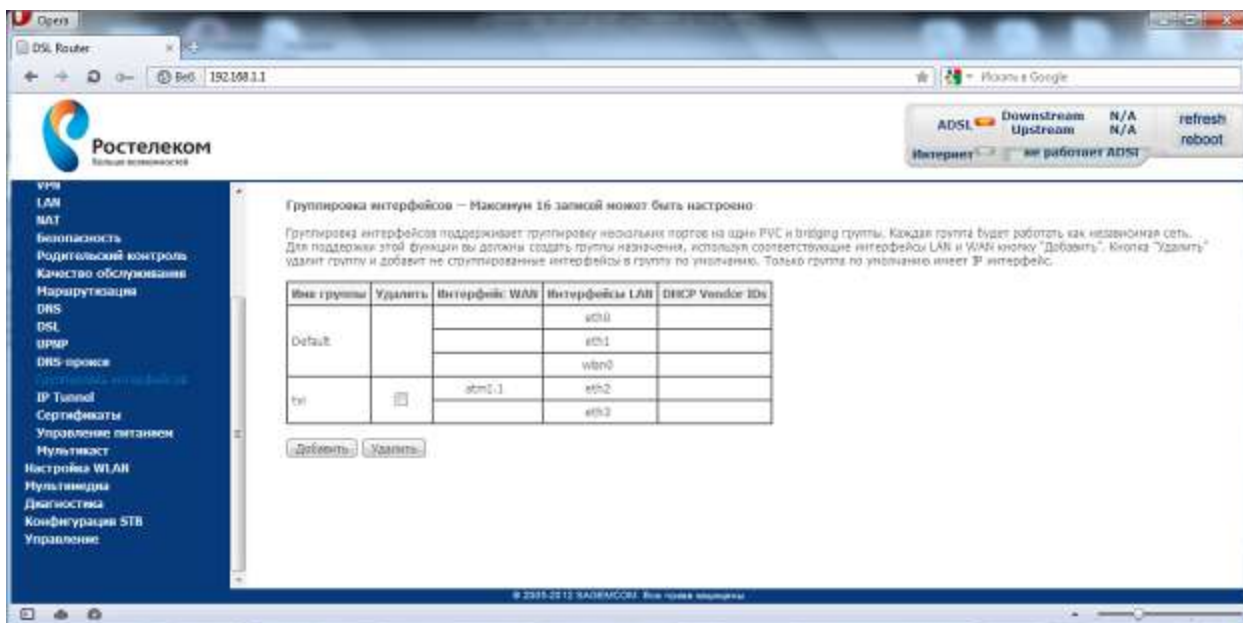 Opera
DSL Router
Веб 192.168.1.1
Искать в Google
Ростелеком
Больше возможностей
ADSL Downstream N/A
Upstream N/A
Интернет не работает ADSL
refresh
reboot
VPN
LAN
NAT
Безопасность
Родительский контроль
Качество обслуживания
Маршрутизация
DNS
DSL
UPNP
DNS-прокси
Группировка интерфейсов
IP Tunnel
Сертификаты
Управление питанием
Мультикаст
Настройка WLAN
Мультимедиа
Диагностика
Конфигурация STB
Управление
Группировка интерфейсов -- Максимум 16 записей может быть настроено
Группировка интерфейсов поддерживает группировку нескольких портов на один PVC и bridging группы. Каждая группа будет работать как независимая сеть.
Для поддержки этой функции вы должны создать группы назначения, используя соответствующие интерфейсы LAN и WAN кнопку "Добавить". Кнопка "Удалить"
удалит группу и добавит не сгруппированные интерфейсы в группу по умолчанию. Только группа по умолчанию имеет IP интерфейс.
Имя группы Удалить Интерфейс WAN Интерфейсы LAN DHCP Vendor IDs
Default eth0
eth1
wlan0
atm1.1 eth2
eth3
Добавить Удалить
© 2005-2012 SAGEMCOM. Все права защищены